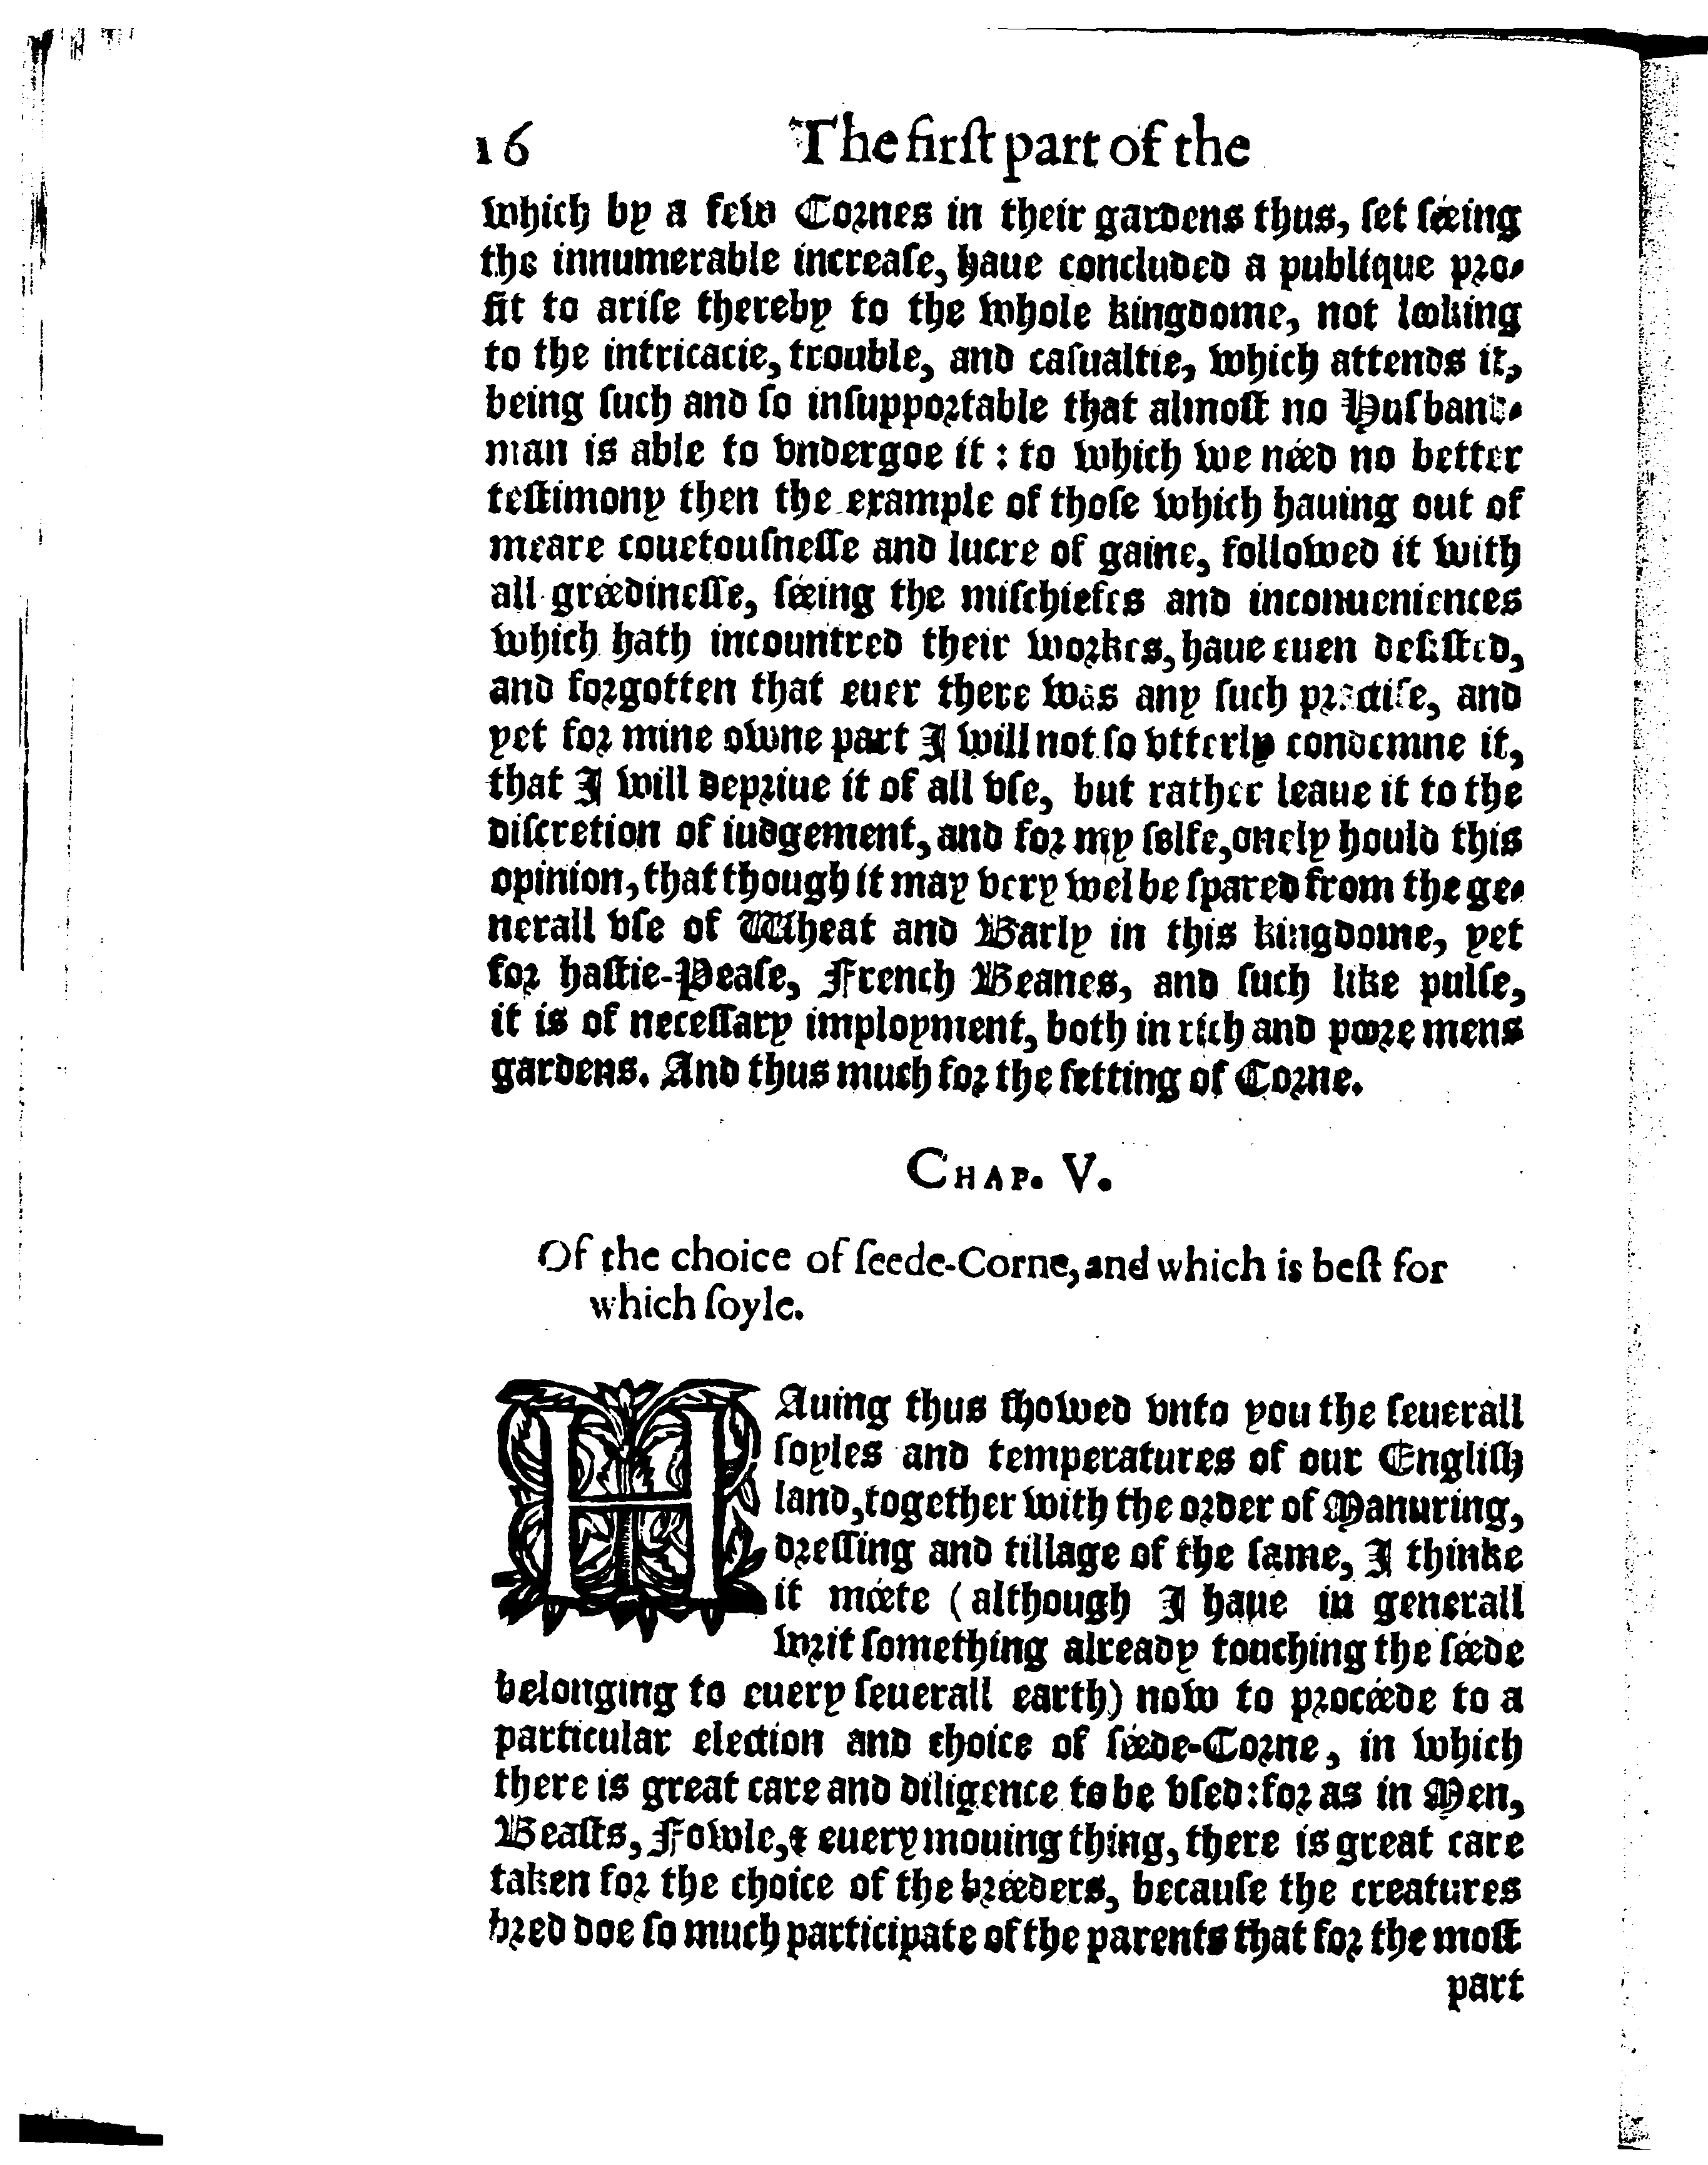 16 The firſt part of the
which by a few Cornes in their gardens thus, ſet ſéeing
the innumerable increaſe, haue concluded a publique pro-
fit to ariſe thereby to the whole kingdome, not looking
to the intricacie, trouble, and caſualtie, which attends it,
being ſuch and ſo inſupportable that almoſt no Huſband-
man is able to vndergoe it: to which we néed no better
teſtimony then the example of thoſe which hauing out of
meare couetouſneſſe and lucre of gaine, followed it with
all gréedineſſe, ſéeing the miſchiefes and inconueniences
which hath incountred their workes, haue euen deſiſted,
and forgotten that euer there was any ſuch practiſe, and
yet for mine owne part I will not ſo vtterly condemne it,
that I will depriue it of all vſe, but rather leaue it to the
diſcretion of iudgement, and for my ſelfe, onely hould this
opinion, that though it may very wel be ſpared from the ge-
nerall vſe of Wheat and Barly in this kingdome, yet
for haſtie-Peaſe, French Beanes, and ſuch like pulſe,
it is of neceſſary imployment, both in rich and poore mens
gardens. And thus much for the ſetting of Corne.
CHAP. V.
Of the choice of ſeede-Corne, and which is beſt for
which ſoyle.
HAuing thus ſhowed vnto you the ſeuerall
ſoyles and temperatures of our Engliſh
land, together with the order of Manuring,
dreſſing and tillage of the ſame, I thinke
it méete (although I haue in generall
writ ſomething already touching the ſéede
belonging to euery ſeuerall earth) now to procéede to a
particular election and choice of ſéede-Corne, in which
there is great care and diligence to be vſed: for as in Men,
Beaſts, Fowle, & euery mouing thing, there is great care
taken for the choice of the bréeders, becauſe the creatures
bred doe ſo much participate of the parents that for the moſt
part